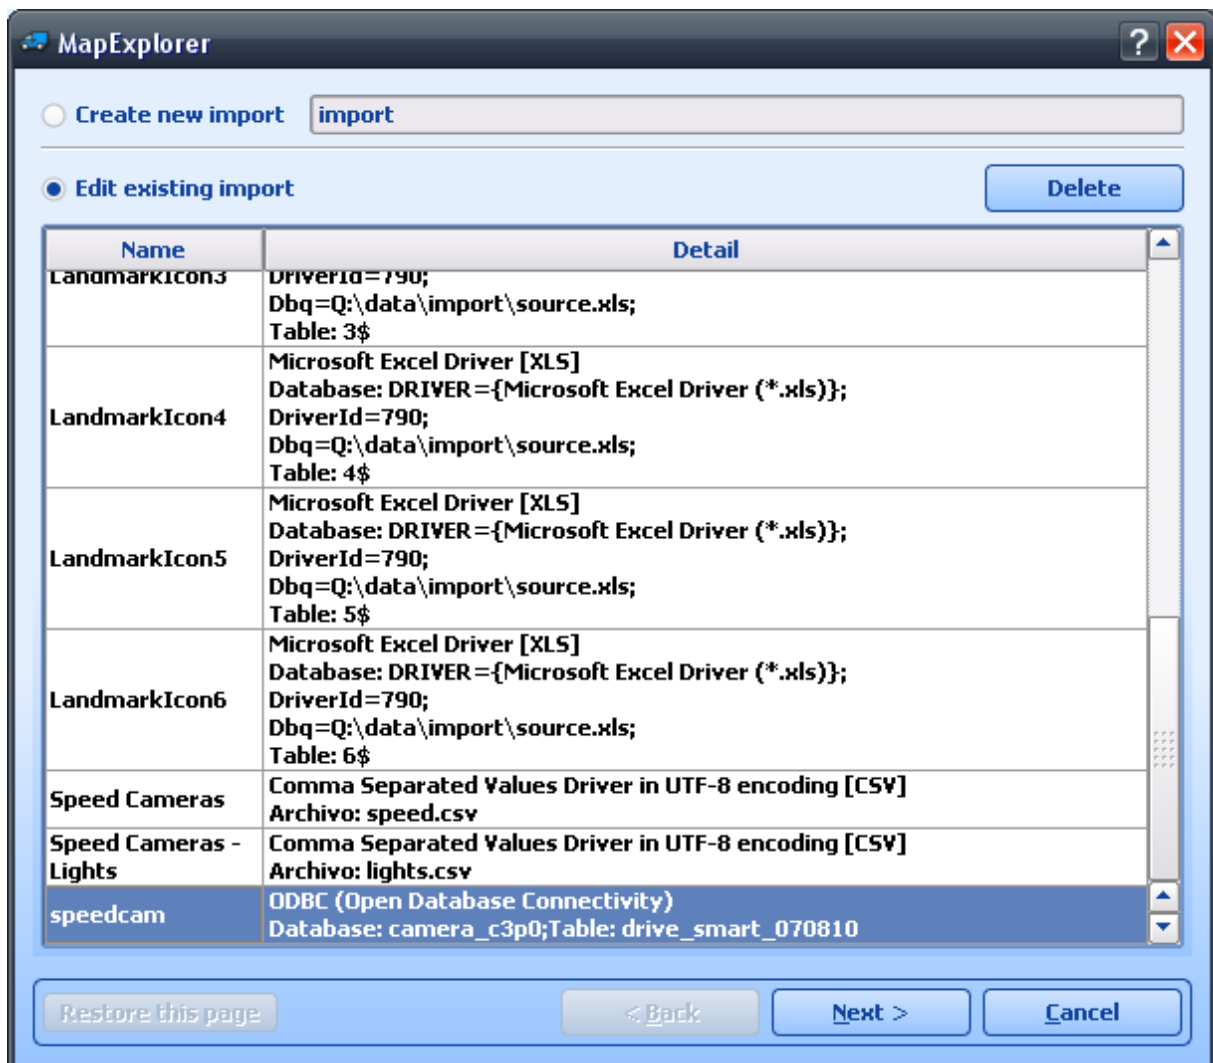 MapExplorer
Create new import import
Edit existing import Delete
Name Detail
LandmarkIcon3 DriverId=790;
Dbq=Q:\data\import\source.xls;
Table: 3$
Microsoft Excel Driver [XLS]
Database: DRIVER={Microsoft Excel Driver (*.xls)};
LandmarkIcon4 DriverId=790;
Dbq=Q:\data\import\source.xls;
Table: 4$
Microsoft Excel Driver [XLS]
Database: DRIVER={Microsoft Excel Driver (*.xls)};
LandmarkIcon5 DriverId=790;
Dbq=Q:\data\import\source.xls;
Table: 5$
Microsoft Excel Driver [XLS]
Database: DRIVER={Microsoft Excel Driver (*.xls)};
LandmarkIcon6 DriverId=790;
Dbq=Q:\data\import\source.xls;
Table: 6$
Speed Cameras
Comma Separated Values Driver in UTF-8 encoding [CSV]
Archivo: speed.csv
Speed Cameras -
Lights
Comma Separated Values Driver in UTF-8 encoding [CSV]
Archivo: lights.csv
speedcam
ODBC (Open Database Connectivity)
Database: camera_c3p0;Table: drive_smart_070810
Restore this page < Back Next > Cancel